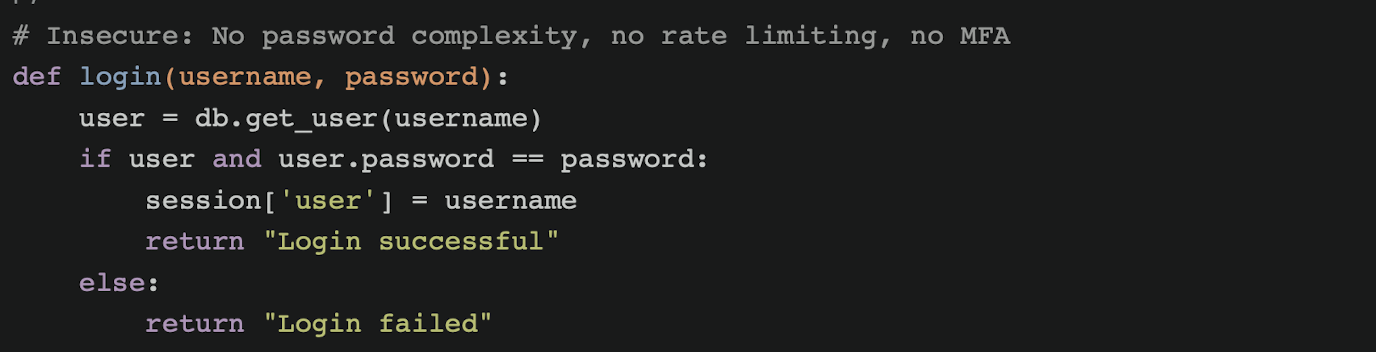 # Insecure: No password complexity, no rate limiting, no MFA
def login(username, password):
    user = db.get_user(username)
    if user and user.password == password:
        session['user'] = username
        return "Login successful"
    else:
        return "Login failed"